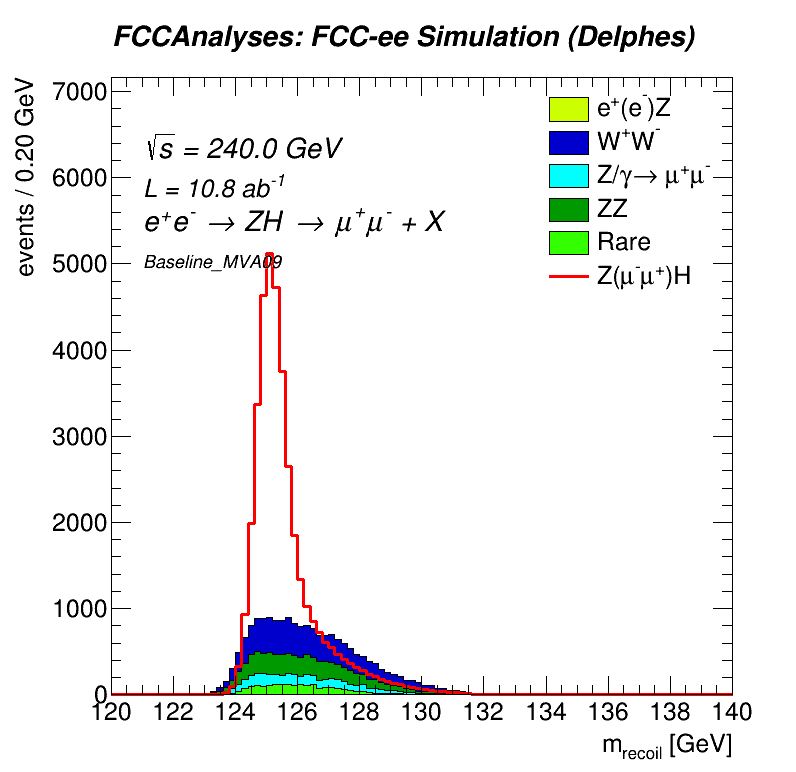 FCCAnalyses: FCC-ee Simulation (Delphes)
events / 0.20 GeV
√s = 240.0 GeV
L = 10.8 ab⁻¹
e⁺e⁻ → ZH → μ⁺μ⁻ + X
Baseline_MVA09
e⁺(e⁻)Z
W⁺W⁻
Z/γ→ μ⁺μ⁻
ZZ
Rare
Z(μ⁻μ⁺)H
7000
6000
5000
4000
3000
2000
1000
0
120 122 124 126 128 130 132 134 136 138 140
m_recoil [GeV]